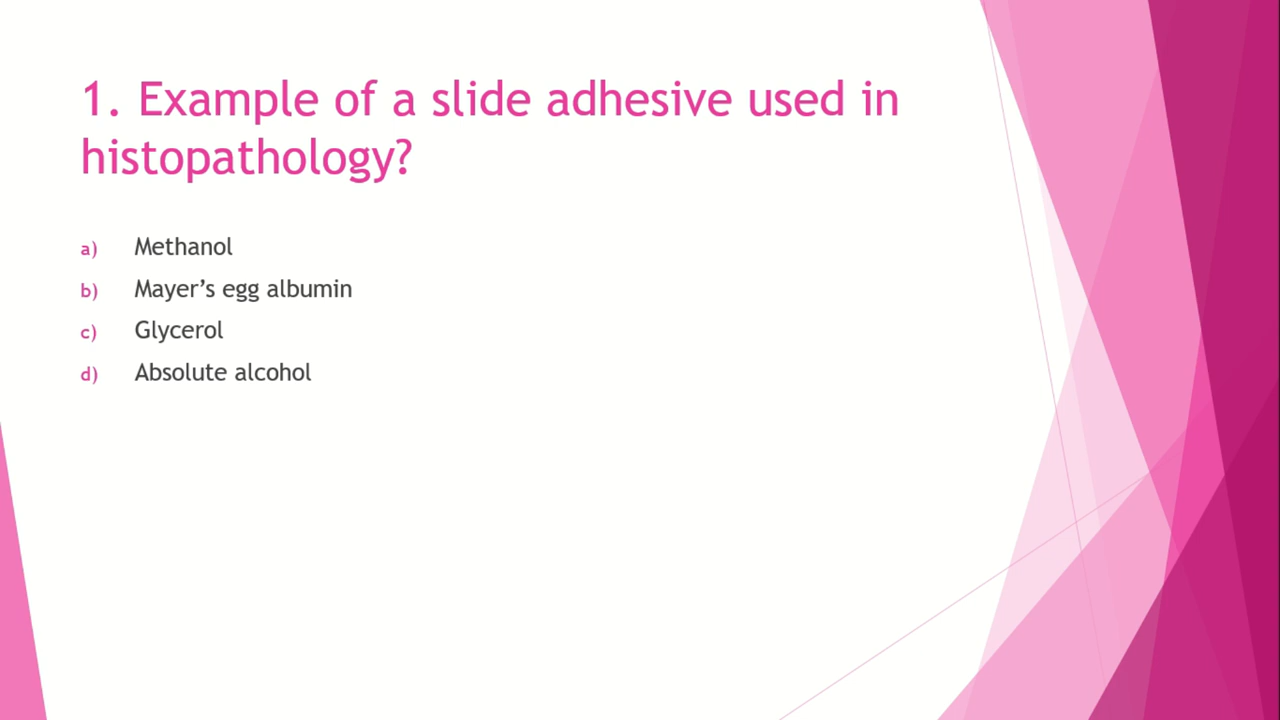 1. Example of a slide adhesive used in
histopathology?
a) Methanol
b) Mayer’s egg albumin
c) Glycerol
d) Absolute alcohol